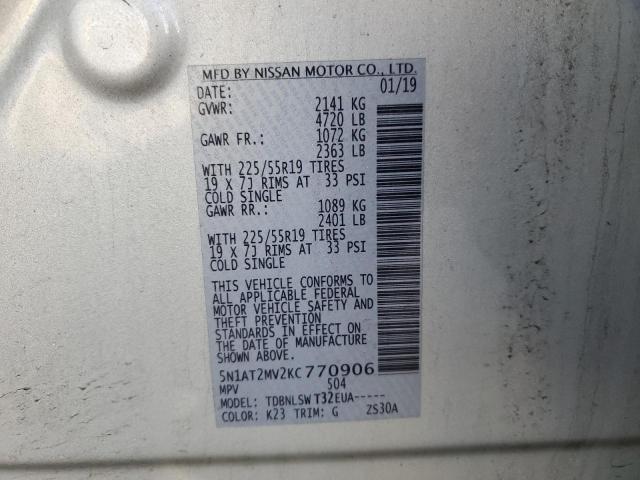 MFD BY NISSAN MOTOR CO., LTD.
DATE: 01/19
GVWR: 2141 KG
4720 LB
GAWR FR.: 1072 KG
2363 LB
WITH 225/55R19 TIRES
19 X 7J RIMS AT 33 PSI
COLD SINGLE
GAWR RR.: 1089 KG
2401 LB
WITH 225/55R19 TIRES
19 X 7J RIMS AT 33 PSI
COLD SINGLE
THIS VEHICLE CONFORMS TO
ALL APPLICABLE FEDERAL
MOTOR VEHICLE SAFETY AND
THEFT PREVENTION
STANDARDS IN EFFECT ON
THE DATE OF MANUFACTURE
SHOWN ABOVE.
5N1AT2MV2KC770906
MPV 504
MODEL: TDBNLSWT32EUA-----
COLOR: K23 TRIM: G ZS30A